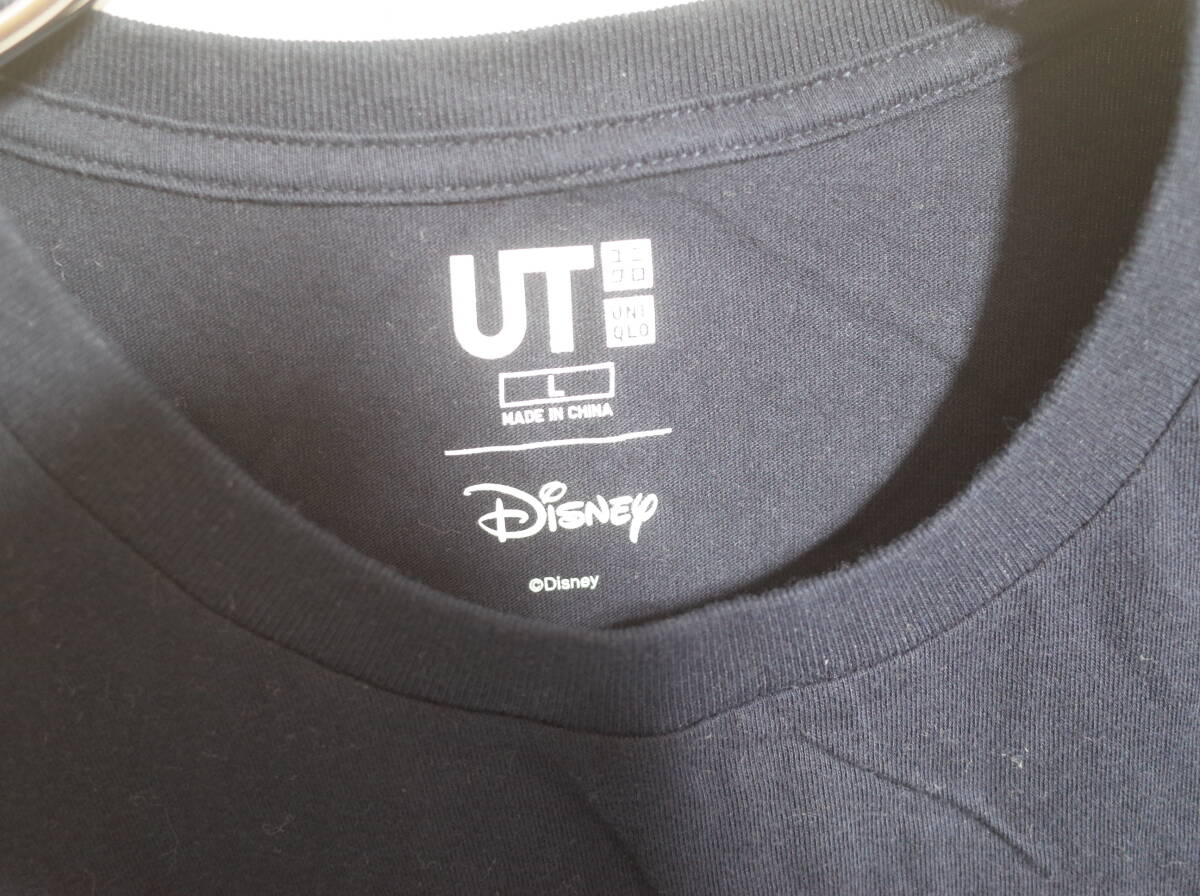 UT
ユニ
クロ
UNI
QLO
L
MADE IN CHINA
Disney
©Disney